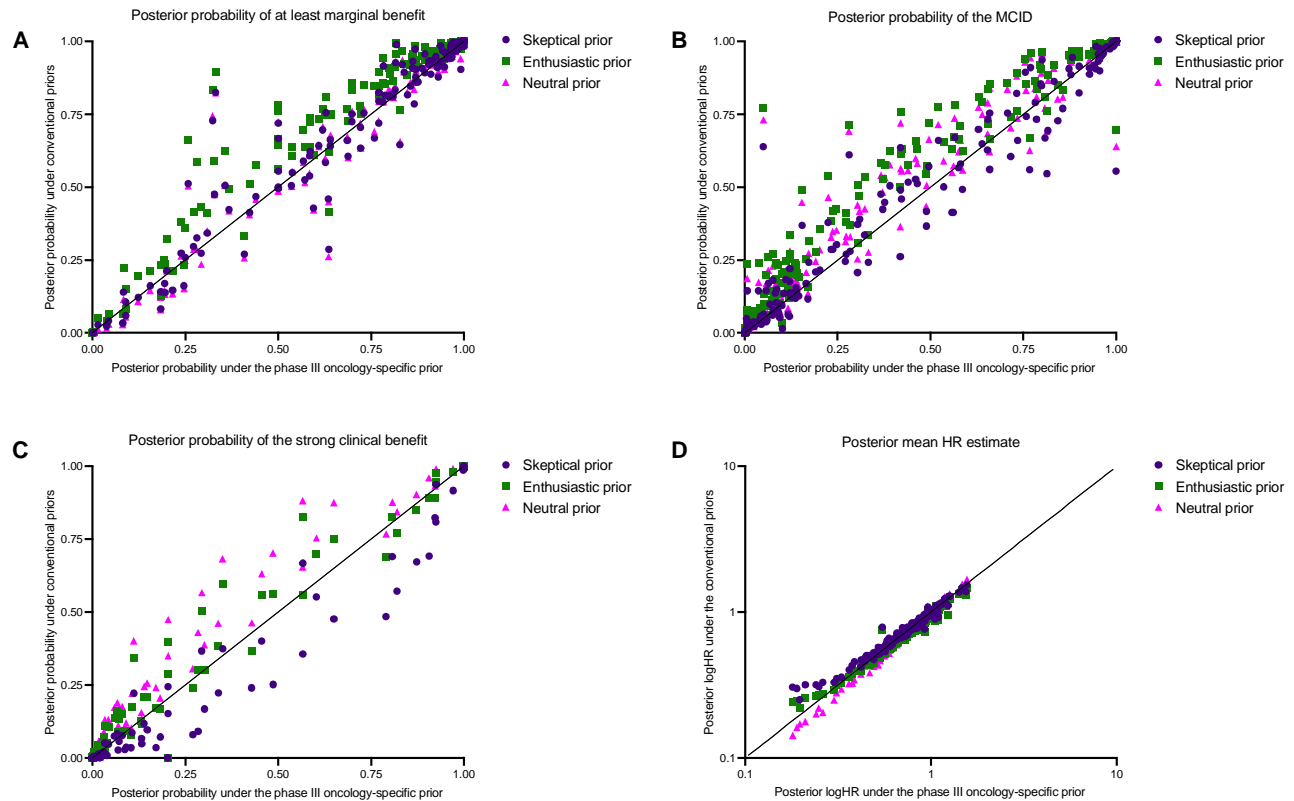 A
Posterior probability of at least marginal benefit
Posterior probability under conventional priors
1.00
0.75
0.50
0.25
0.00
0.00 0.25 0.50 0.75 1.00
Posterior probability under the phase III oncology-specific prior
Skeptical prior
Enthusiastic prior
Neutral prior
B
Posterior probability of the MCID
Posterior probability under conventional priors
1.00
0.75
0.50
0.25
0.00
0.00 0.25 0.50 0.75 1.00
Posterior probability under the phase III oncology-specific prior
Skeptical prior
Enthusiastic prior
Neutral prior
C
Posterior probability of the strong clinical benefit
Posterior probability under conventional priors
1.00
0.75
0.50
0.25
0.00
0.00 0.25 0.50 0.75 1.00
Posterior probability under the phase III oncology-specific prior
Skeptical prior
Enthusiastic prior
Neutral prior
D
Posterior mean HR estimate
Posterior logHR under the conventional priors
10
1
0.1
0.1 1 10
Posterior logHR under the phase III oncology-specific prior
Skeptical prior
Enthusiastic prior
Neutral prior